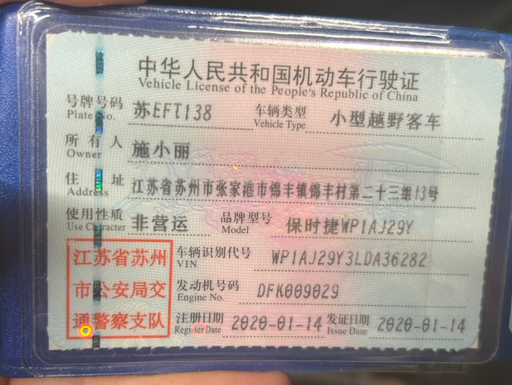 中华人民共和国机动车行驶证
Vehicle License of the People's Republic of China
号牌号码 Plate No. 苏EFT138 车辆类型 Vehicle Type 小型越野客车
所有人 Owner 施小丽
住址 Address 江苏省苏州市张家港市锦丰镇锦丰村第二十三组13号
使用性质 Use Character 非营运 品牌型号 Model 保时捷WP1AJ29Y
车辆识别代号 VIN WP1AJ29Y3LDA36282
发动机号码 Engine No. DFK009029
注册日期 Register Date 2020-01-14 发证日期 Issue Date 2020-01-14
江苏省苏州
市公安局交
通警察支队